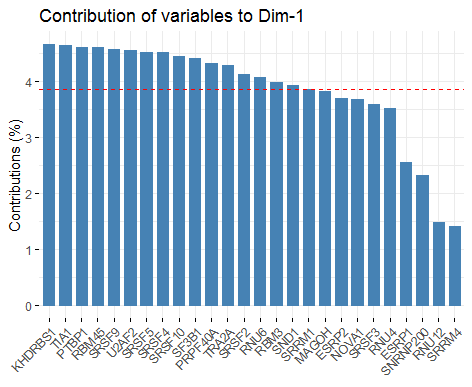 Contribution of variables to Dim-1
Contributions (%)
4
3
2
1
0
KHDRBS1
TIA1
PTBP1
RBM45
SRSF9
U2AF2
SRSF5
SRSF4
SRSF10
SF3B1
PRPF40A
TRA2A
SRSF2
RNU6
RBM3
SND1
SRRM1
MAGOH
ESRP2
NOVA1
SRSF3
RNU4
ESRP1
SNRNP200
RNU12
SRRM4